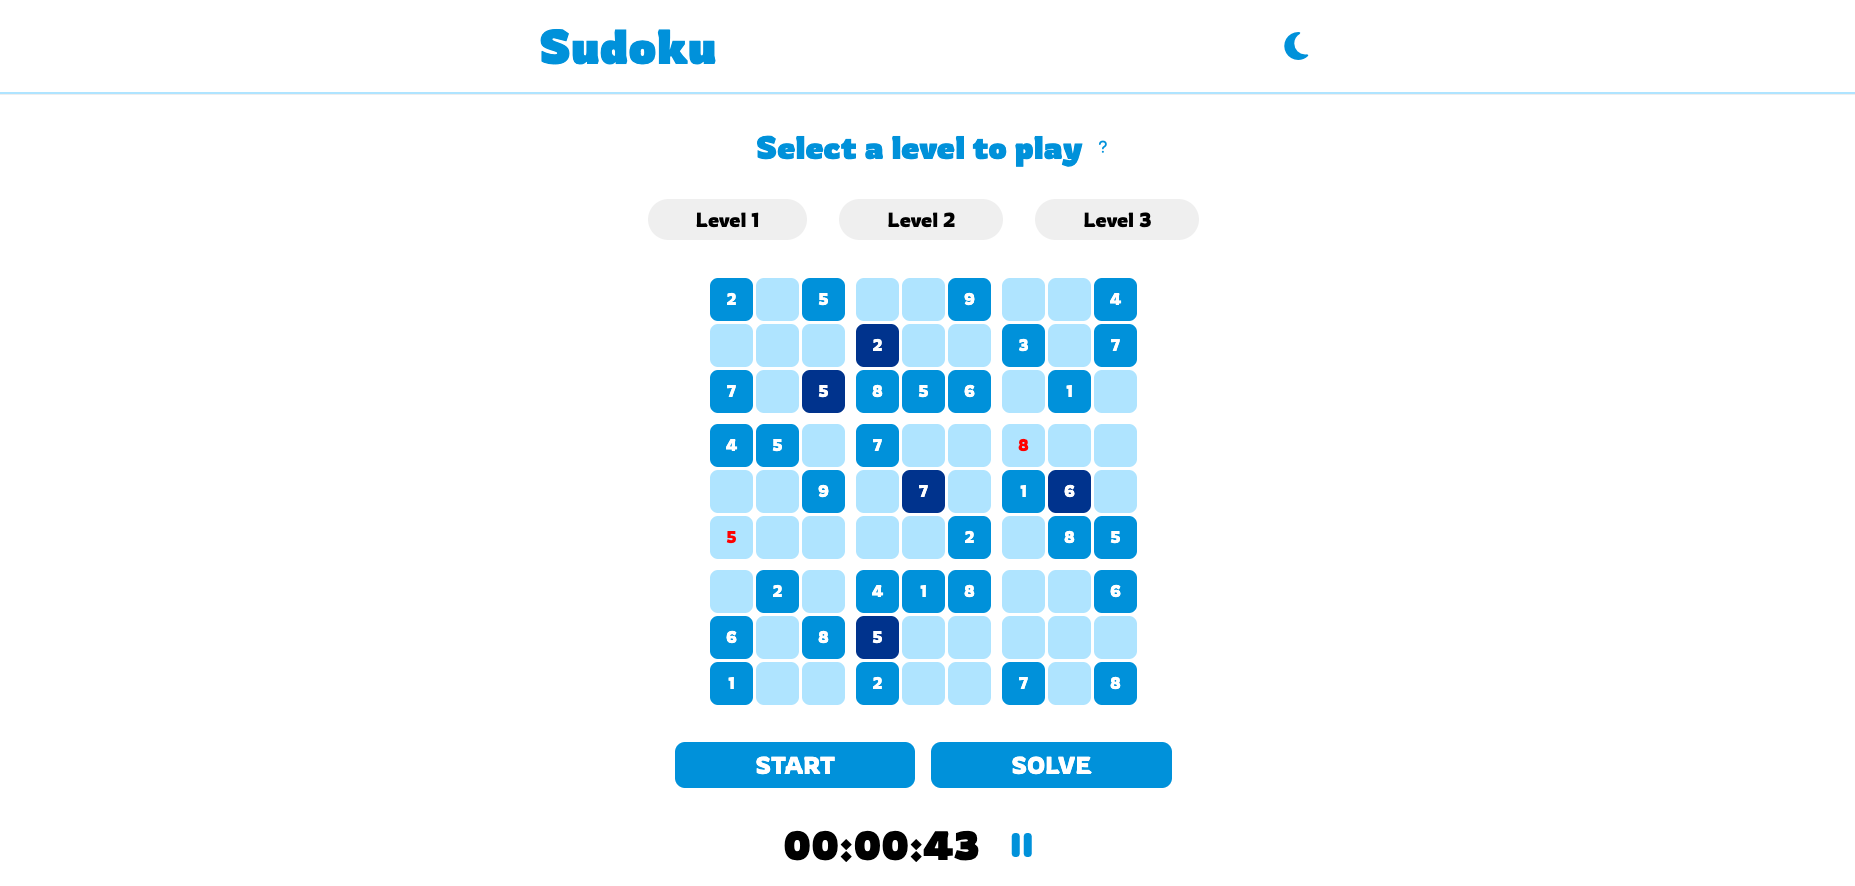 Sudoku
Select a level to play ?
Level 1 Level 2 Level 3
2 5 9 4
2 3 7
7 5 8 5 6 1
4 5 7 8
9 7 1 6
5 2 8 5
2 4 1 8 6
6 8 5
1 2 7 8
START SOLVE
00:00:43